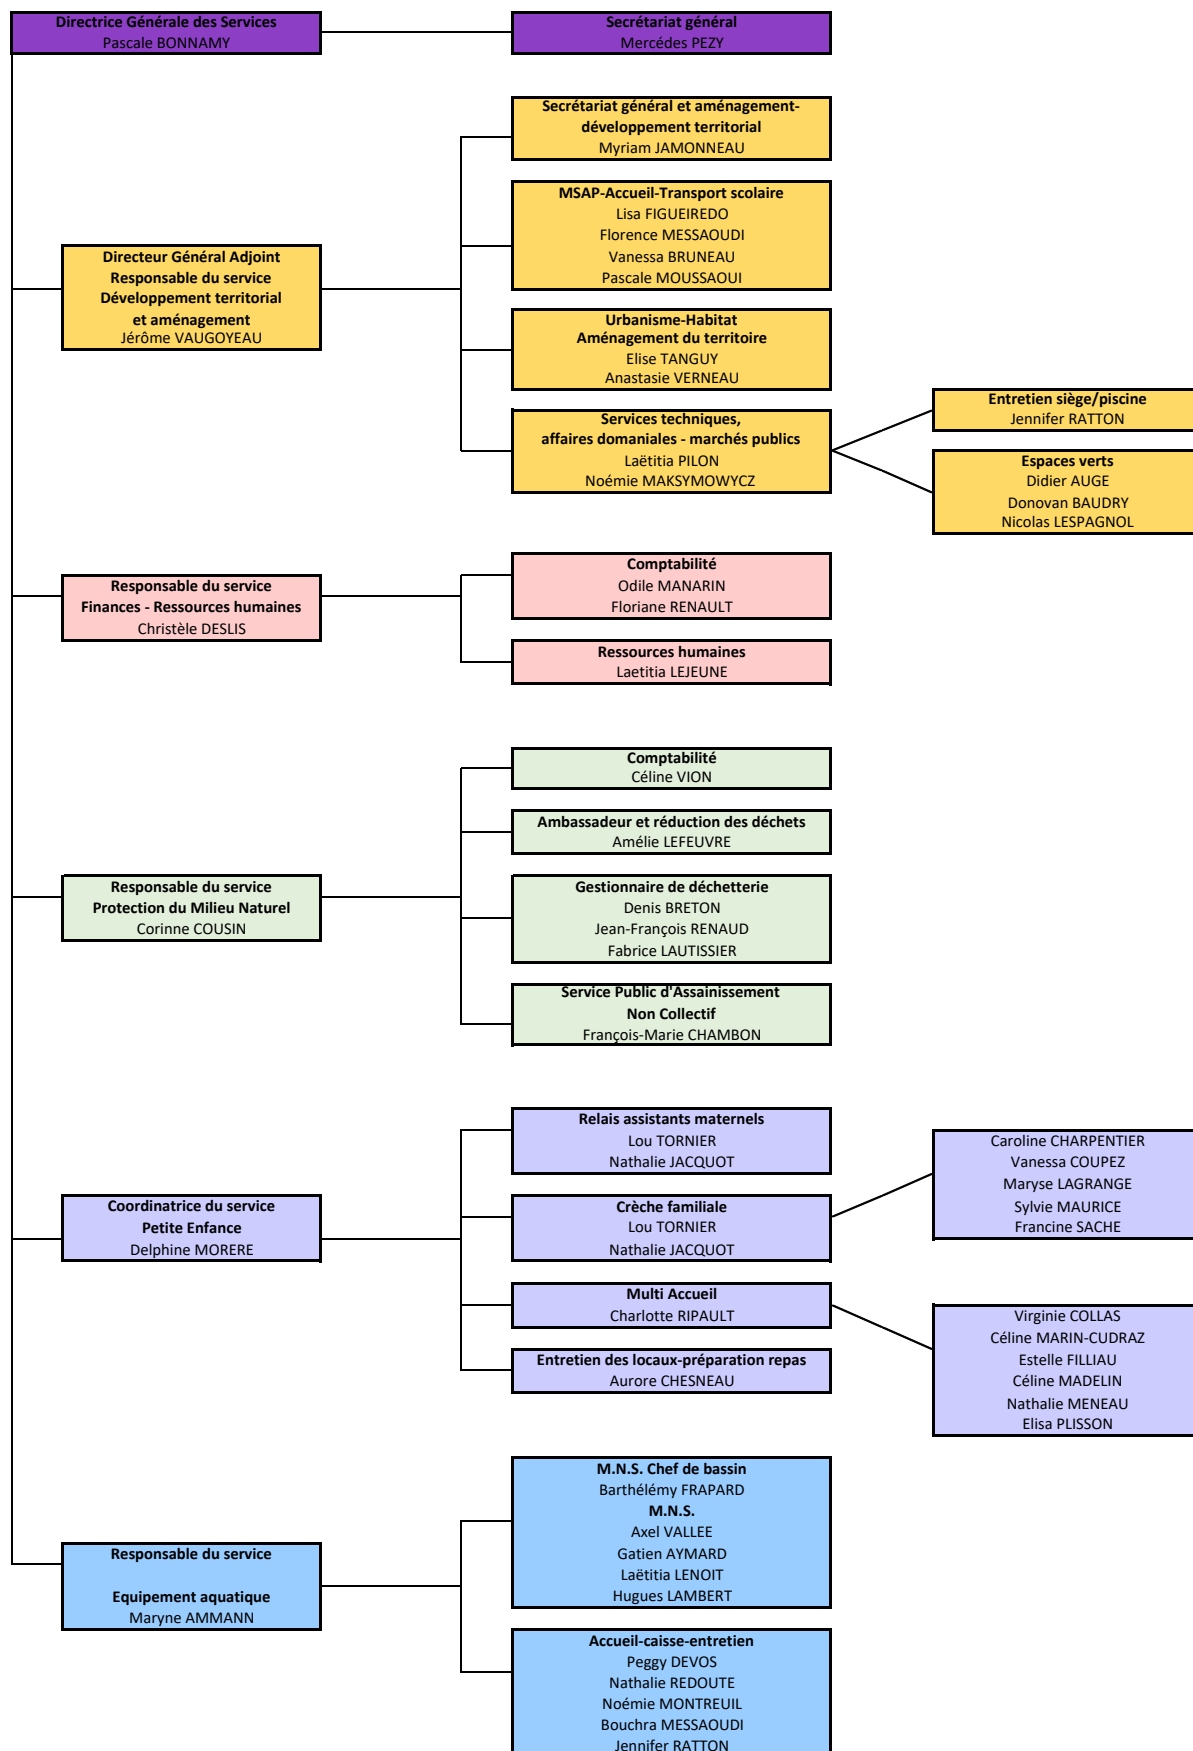 Directrice Générale des Services
Pascale BONNAMY
Secrétariat général
Mercédes PEZY
Directeur Général Adjoint
Responsable du service
Développement territorial
et aménagement
Jérôme VAUGOYEAU
Secrétariat général et aménagement-
développement territorial
Myriam JAMONNEAU
MSAP-Accueil-Transport scolaire
Lisa FIGUEIREDO
Florence MESSAOUDI
Vanessa BRUNEAU
Pascale MOUSSAOUI
Urbanisme-Habitat
Aménagement du territoire
Elise TANGUY
Anastasie VERNEAU
Services techniques,
affaires domaniales - marchés publics
Laëtitia PILON
Noémie MAKSYMOWYCZ
Entretien siège/piscine
Jennifer RATTON
Espaces verts
Didier AUGE
Donovan BAUDRY
Nicolas LESPAGNOL
Responsable du service
Finances - Ressources humaines
Christèle DESLIS
Comptabilité
Odile MANARIN
Floriane RENAULT
Ressources humaines
Laetitia LEJEUNE
Responsable du service
Protection du Milieu Naturel
Corinne COUSIN
Comptabilité
Céline VION
Ambassadeur et réduction des déchets
Amélie LEFEUVRE
Gestionnaire de déchetterie
Denis BRETON
Jean-François RENAUD
Fabrice LAUTISSIER
Service Public d'Assainissement
Non Collectif
François-Marie CHAMBON
Coordinatrice du service
Petite Enfance
Delphine MORERE
Relais assistants maternels
Lou TORNIER
Nathalie JACQUOT
Crèche familiale
Lou TORNIER
Nathalie JACQUOT
Caroline CHARPENTIER
Vanessa COUPEZ
Maryse LAGRANGE
Sylvie MAURICE
Francine SACHE
Multi Accueil
Charlotte RIPAULT
Virginie COLLAS
Céline MARIN-CUDRAZ
Estelle FILLIAU
Céline MADELIN
Nathalie MENEAU
Elisa PLISSON
Entretien des locaux-préparation repas
Aurore CHESNEAU
Responsable du service
Equipement aquatique
Maryne AMMANN
M.N.S. Chef de bassin
Barthélémy FRAPARD
M.N.S.
Axel VALLEE
Gatien AYMARD
Laëtitia LENOIT
Hugues LAMBERT
Accueil-caisse-entretien
Peggy DEVOS
Nathalie REDOUTE
Noémie MONTREUIL
Bouchra MESSAOUDI
Jennifer RATTON